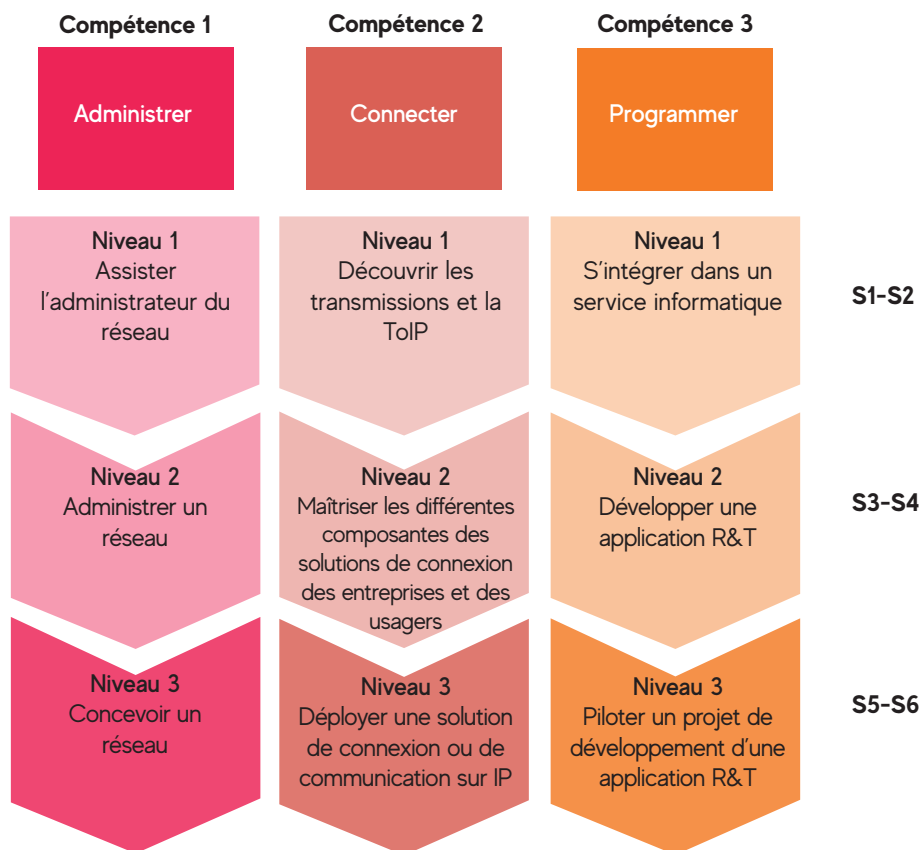 Compétence 1
Compétence 2
Compétence 3
Administrer
Connecter
Programmer
Niveau 1
Assister
l'administrateur du
réseau
Niveau 1
Découvrir les
transmissions et la
ToIP
Niveau 1
S'intégrer dans un
service informatique
S1-S2
Niveau 2
Administrer un
réseau
Niveau 2
Maîtriser les différentes
composantes des
solutions de connexion
des entreprises et des
usagers
Niveau 2
Développer une
application R&T
S3-S4
Niveau 3
Concevoir un
réseau
Niveau 3
Déployer une solution
de connexion ou de
communication sur IP
Niveau 3
Piloter un projet de
développement d'une
application R&T
S5-S6